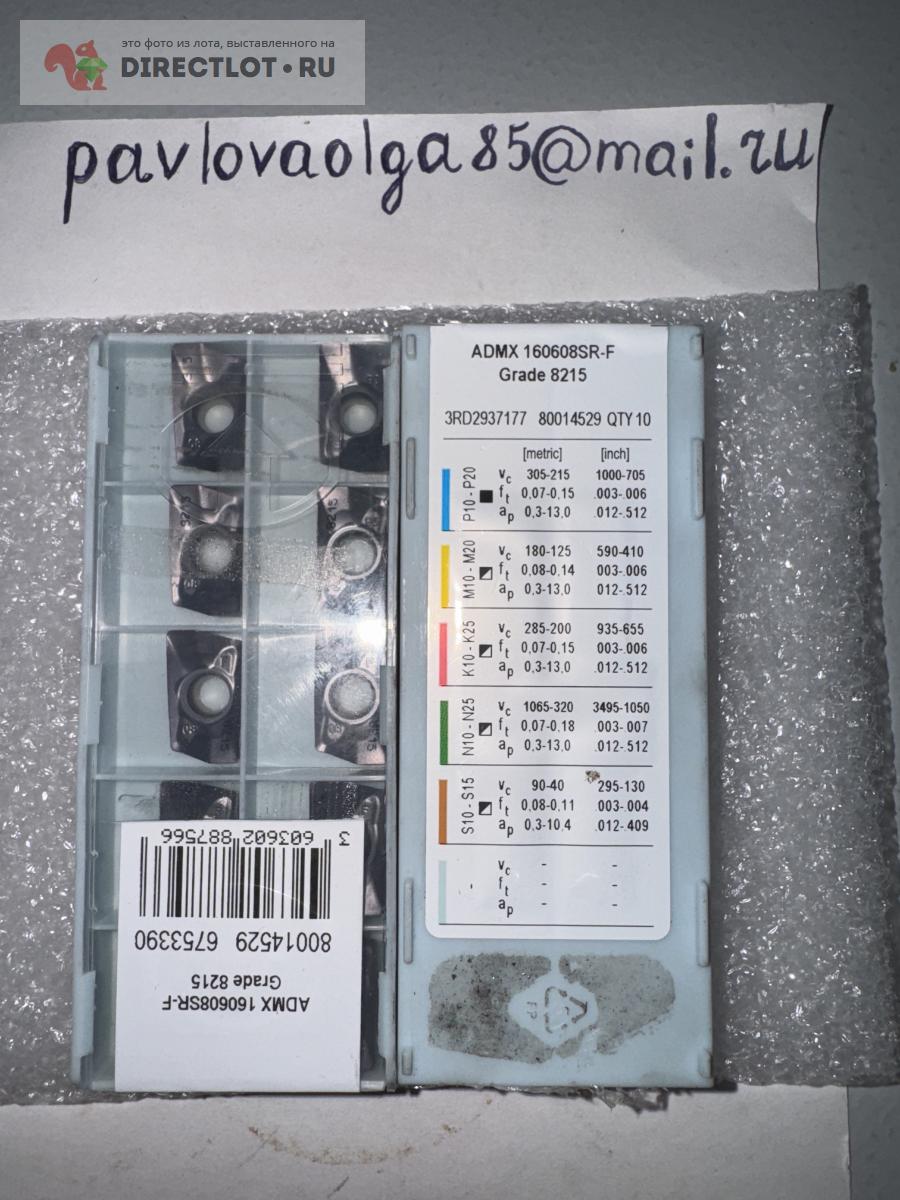 это фото из лота, выставленного на
DIRECTLOT•RU
pavlovaolga85@mail.ru
ADMX 160608SR-F
Grade 8215
3RD2937177 80014529 QTY 10
[metric] [inch]
P10 - P20
vc 305-215 1000-705
ft 0,07-0,15 .003-.006
ap 0,3-13,0 .012-.512
M10 - M20
vc 180-125 590-410
ft 0,08-0,14 .003-.006
ap 0,3-13,0 .012-.512
K10 - K25
vc 285-200 935-655
ft 0,07-0,15 .003-.006
ap 0,3-13,0 .012-.512
N10 - N25
vc 1065-320 3495-1050
ft 0,07-0,18 .003-.007
ap 0,3-13,0 .012-.512
S10 - S15
vc 90-40 295-130
ft 0,08-0,11 .003-.004
ap 0,3-10,4 .012-.409
vc - -
ft - -
ap - -
ADMX 160608SR-F
Grade 8215
80014529 6753390
3 603602 887566